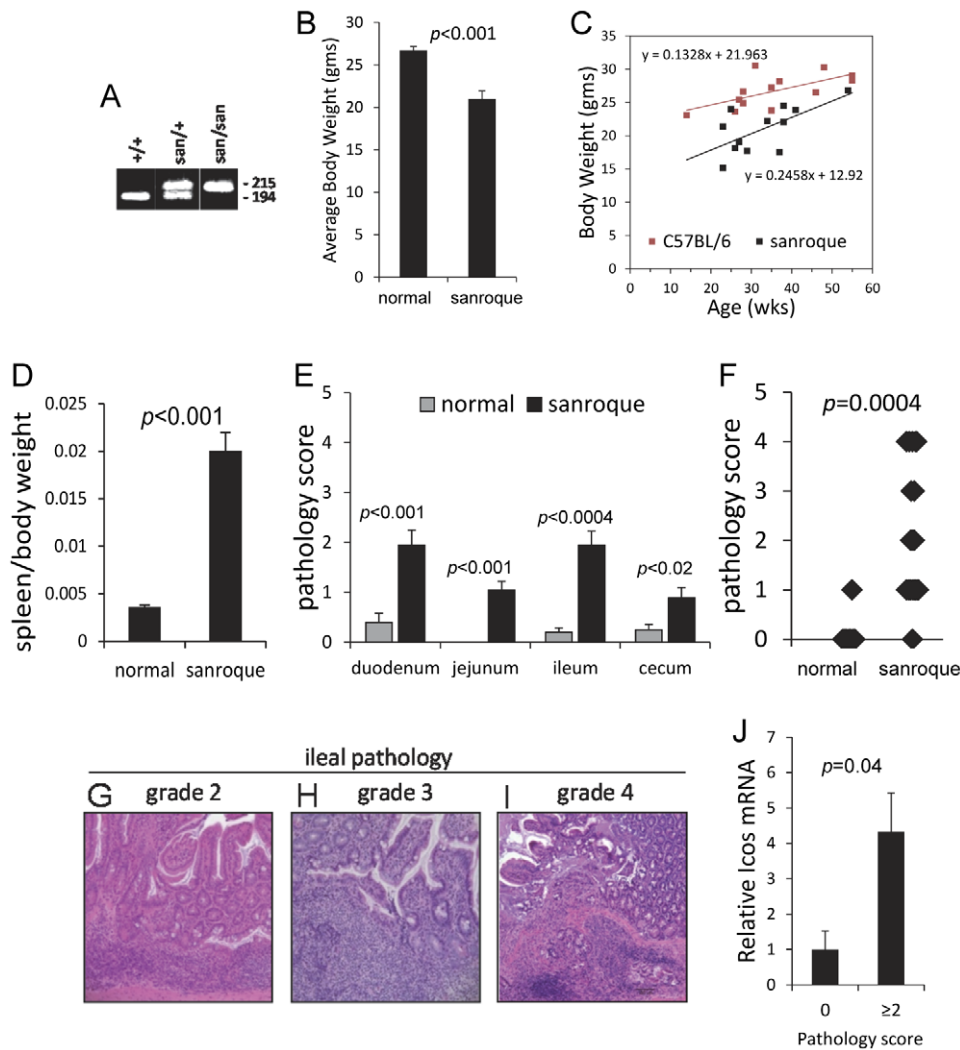 A
+/+
san/+
san/san
- 215
- 194
B
p<0.001
Average Body Weight (gms)
30
25
20
15
10
5
0
normal sanroque
C
y = 0.1328x + 21.963
y = 0.2458x + 12.92
Body Weight (gms)
35
30
25
20
15
10
5
0
C57BL/6 sanroque
0 10 20 30 40 50 60
Age (wks)
D
p<0.001
spleen/body weight
0.025
0.02
0.015
0.01
0.005
0
normal sanroque
E
normal sanroque
pathology score
5
4
3
2
1
0
p<0.001
p<0.001
p<0.0004
p<0.02
duodenum jejunum ileum cecum
F
p=0.0004
pathology score
5
4
3
2
1
0
normal sanroque
ileal pathology
G grade 2
H grade 3
I grade 4
J
p=0.04
Relative Icos mRNA
7
6
5
4
3
2
1
0
0 ≥2
Pathology score